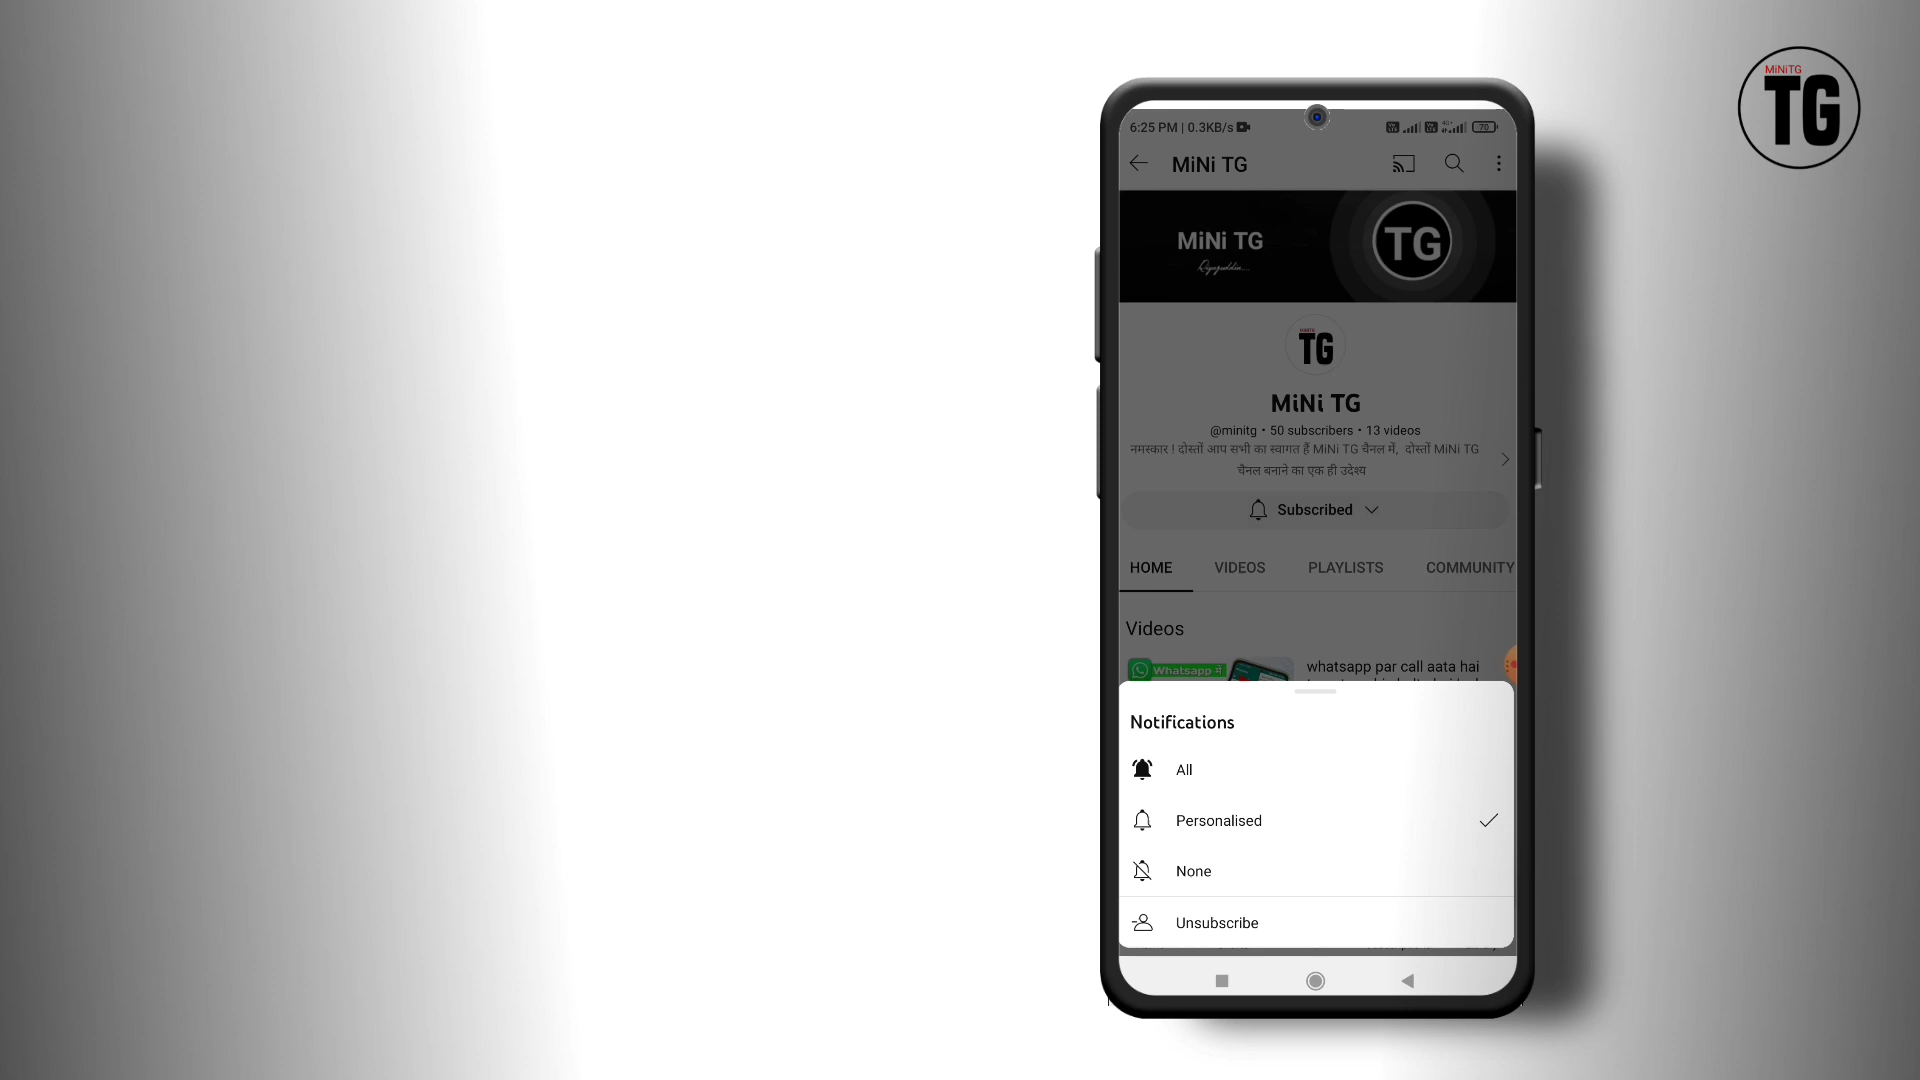 MiNiTG
TG
6:25 PM | 0.3KB/s
4G+
70
MiNi TG
MiNi TG
TG
TG
MiNi TG
@minitg • 50 subscribers • 13 videos
नमस्कार ! दोस्तों आप सभी का स्वागत हैं MiNi TG चैनल में, दोस्तों MiNi TG
चैनल बनाने का एक ही उदेश्य
Subscribed
HOME VIDEOS PLAYLISTS COMMUNITY
Videos
Whatsapp में
whatsapp par call aata hai
Notifications
All
Personalised
None
Unsubscribe